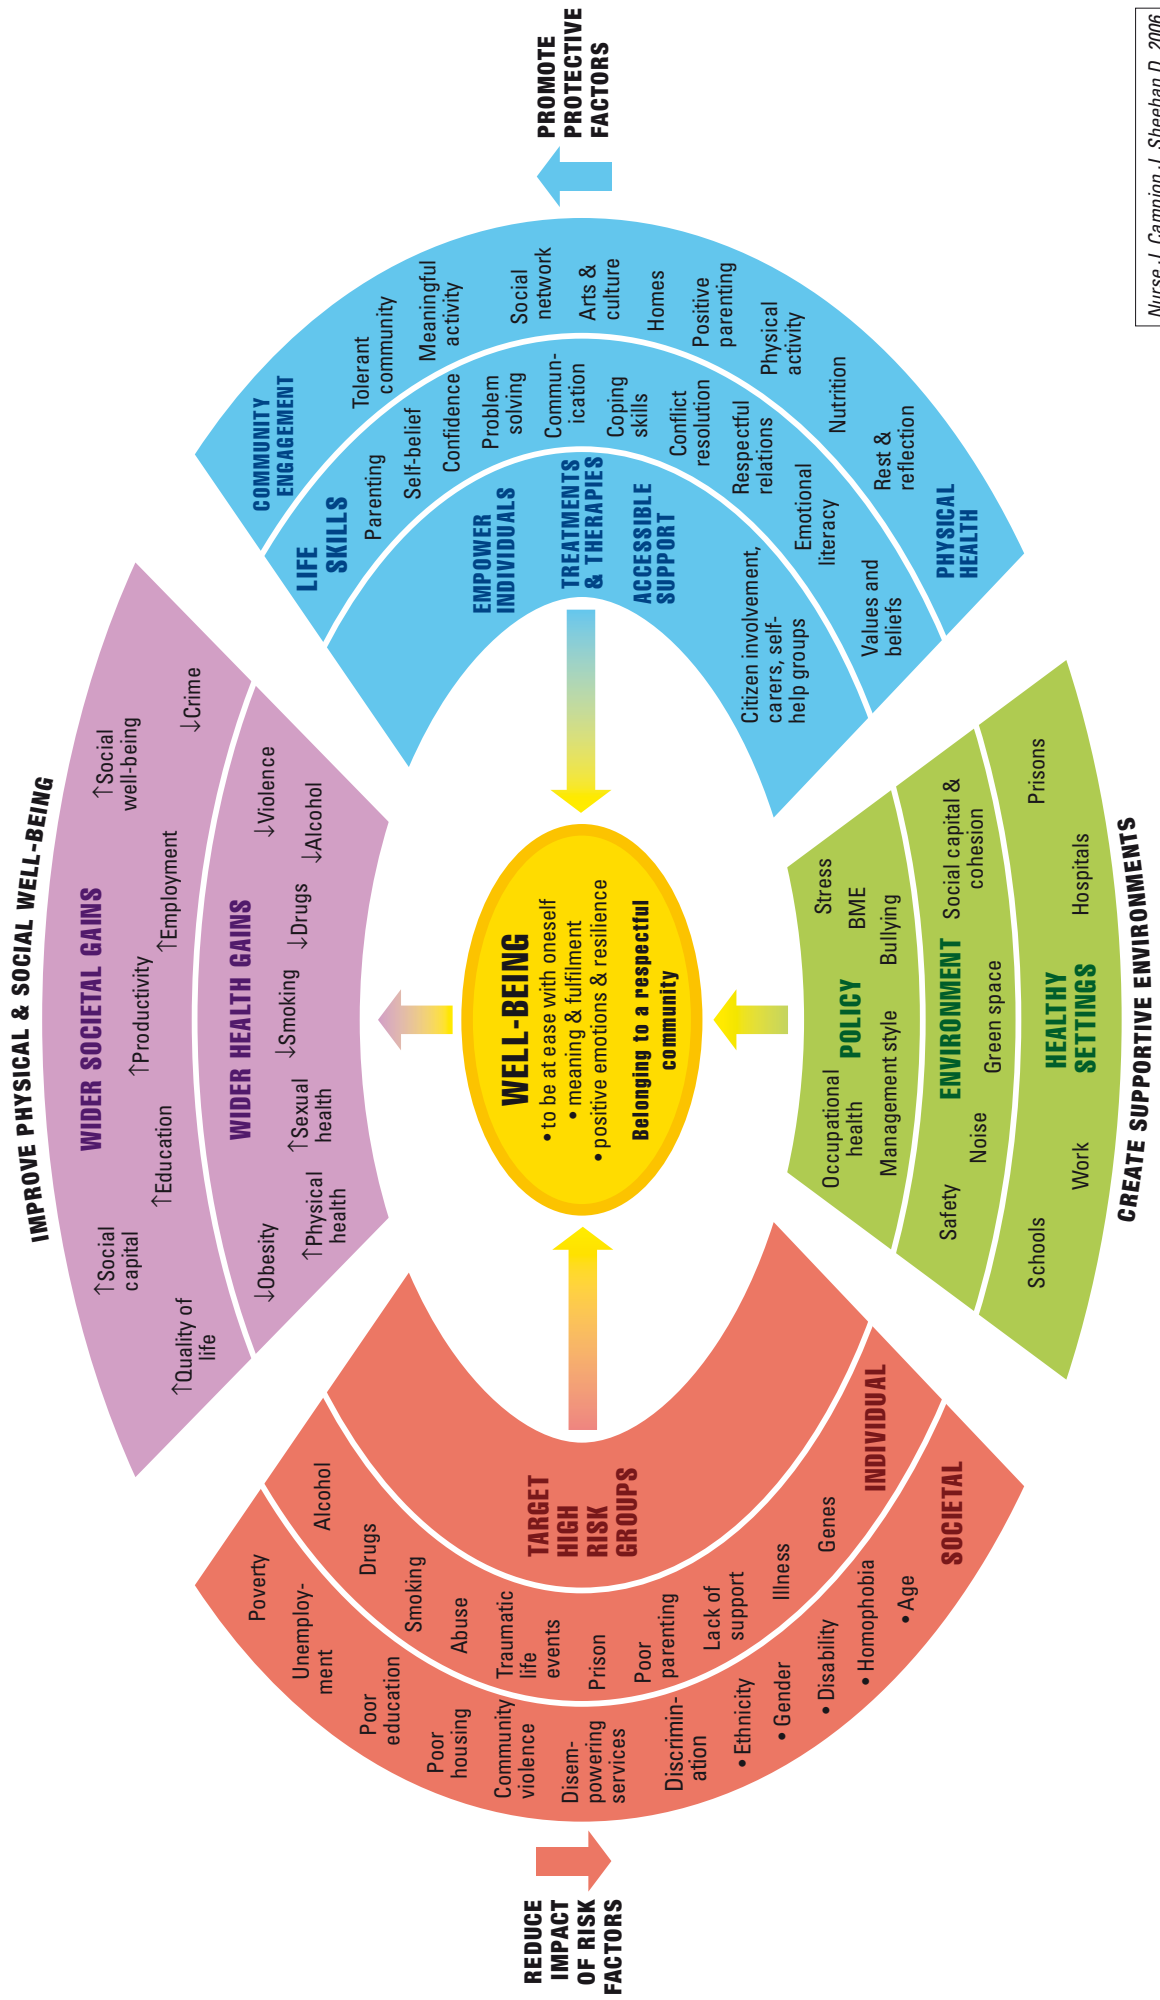 IMPROVE PHYSICAL & SOCIAL WELL-BEING
WIDER SOCIETAL GAINS
↑Quality of
life
↑Social
capital
↑Education
↑Productivity
↑Employment
↑Social
well-being
↓Crime
WIDER HEALTH GAINS
↓Obesity
↑Physical
health
↑Sexual
health
↓Smoking
↓Drugs
↓Alcohol
↓Violence
REDUCE
IMPACT
OF RISK
FACTORS
Poverty
Unemploy-
ment
Poor
education
Poor
housing
Community
violence
Disem-
powering
services
Discrimin-
ation
• Ethnicity
• Gender
• Disability
• Homophobia
• Age
SOCIETAL
Alcohol
Drugs
Smoking
Abuse
Traumatic
life
events
Prison
Poor
parenting
Lack of
support
Illness
Genes
INDIVIDUAL
TARGET
HIGH
RISK
GROUPS
WELL-BEING
• to be at ease with oneself
• meaning & fulfilment
• positive emotions & resilience
Belonging to a respectful
community
EMPOWER
INDIVIDUALS
TREATMENTS
& THERAPIES
ACCESSIBLE
SUPPORT
Citizen involvement,
carers, self-
help groups
LIFE
SKILLS
Parenting
Self-belief
Confidence
Problem
solving
Commun-
ication
Coping
skills
Conflict
resolution
Respectful
relations
Emotional
literacy
Values and
beliefs
COMMUNITY
ENGAGEMENT
Tolerant
community
Meaningful
activity
Social
network
Arts &
culture
Homes
Positive
parenting
Physical
activity
Nutrition
Rest &
reflection
PHYSICAL
HEALTH
PROMOTE
PROTECTIVE
FACTORS
POLICY
Occupational
health
Stress
BME
Management style
Bullying
ENVIRONMENT
Safety
Noise
Green space
Social capital &
cohesion
HEALTHY
SETTINGS
Schools
Work
Hospitals
Prisons
CREATE SUPPORTIVE ENVIRONMENTS
Nurse J, Campion J, Sheehan D, 2006